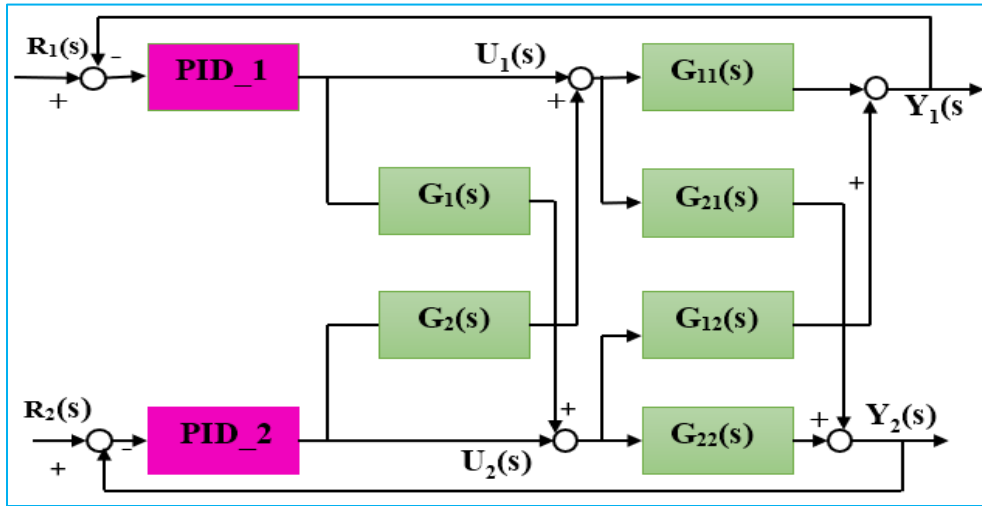 R₁(s)
-
PID_1
U₁(s)
G₁₁(s)
+
+
Y₁(s
G₁(s)
G₂₁(s)
+
G₂(s)
G₁₂(s)
R₂(s)
+
-
PID_2
+
U₂(s)
G₂₂(s)
+
Y₂(s)